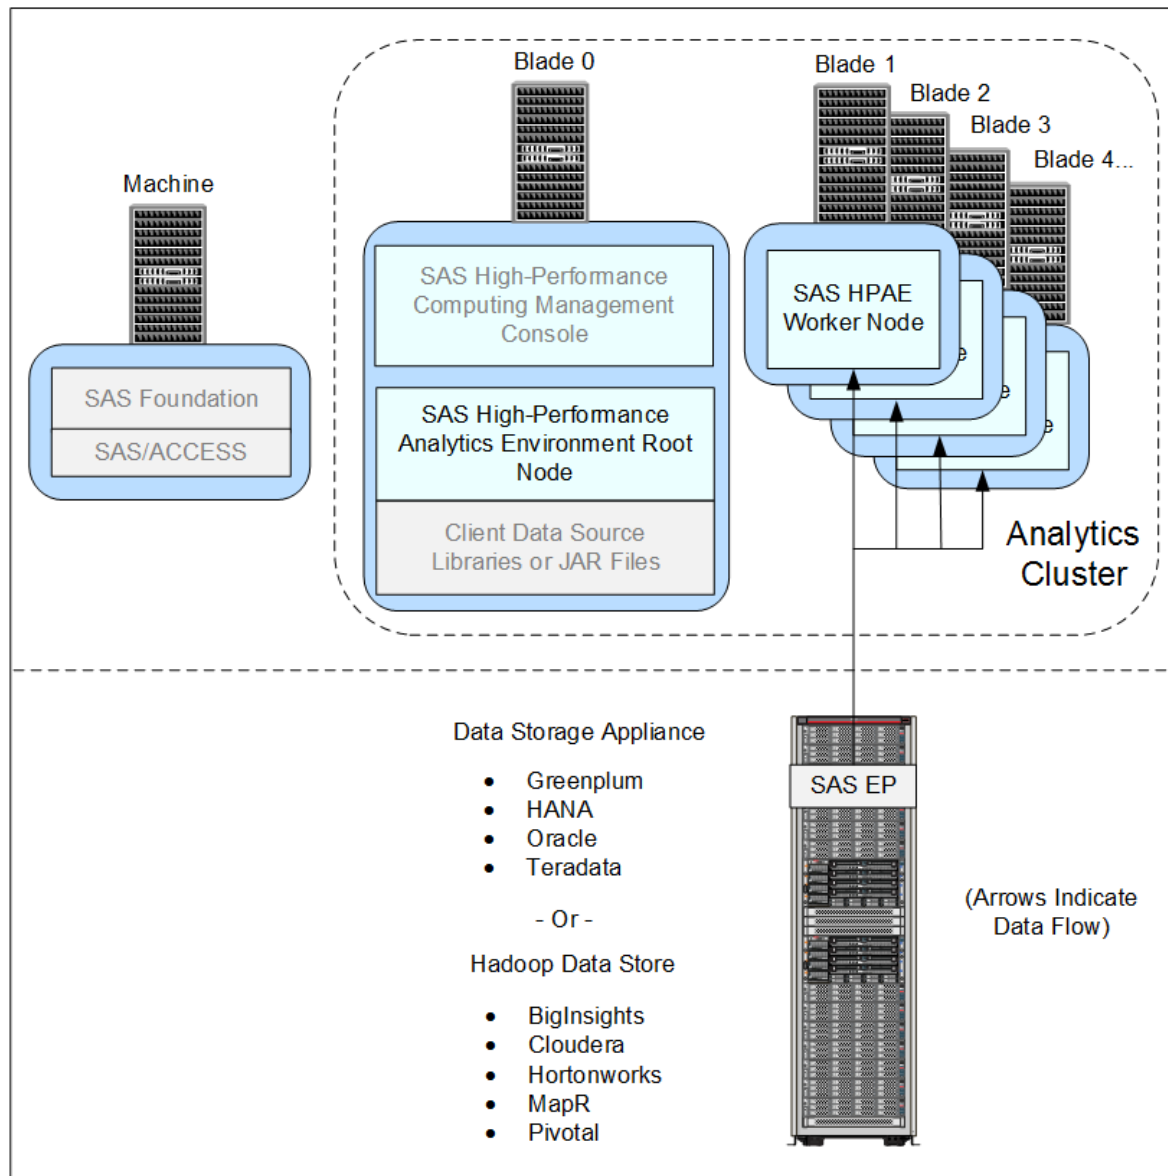 Blade 0
Blade 1
Blade 2
Blade 3
Blade 4...
Machine
SAS High-Performance
Computing Management
Console
SAS HPAE
Worker Node
SAS Foundation
SAS/ACCESS
SAS High-Performance
Analytics Environment Root
Node
Client Data Source
Libraries or JAR Files
Analytics
Cluster
Data Storage Appliance
• Greenplum
• HANA
• Oracle
• Teradata
- Or -
Hadoop Data Store
• BigInsights
• Cloudera
• Hortonworks
• MapR
• Pivotal
SAS EP
(Arrows Indicate
Data Flow)